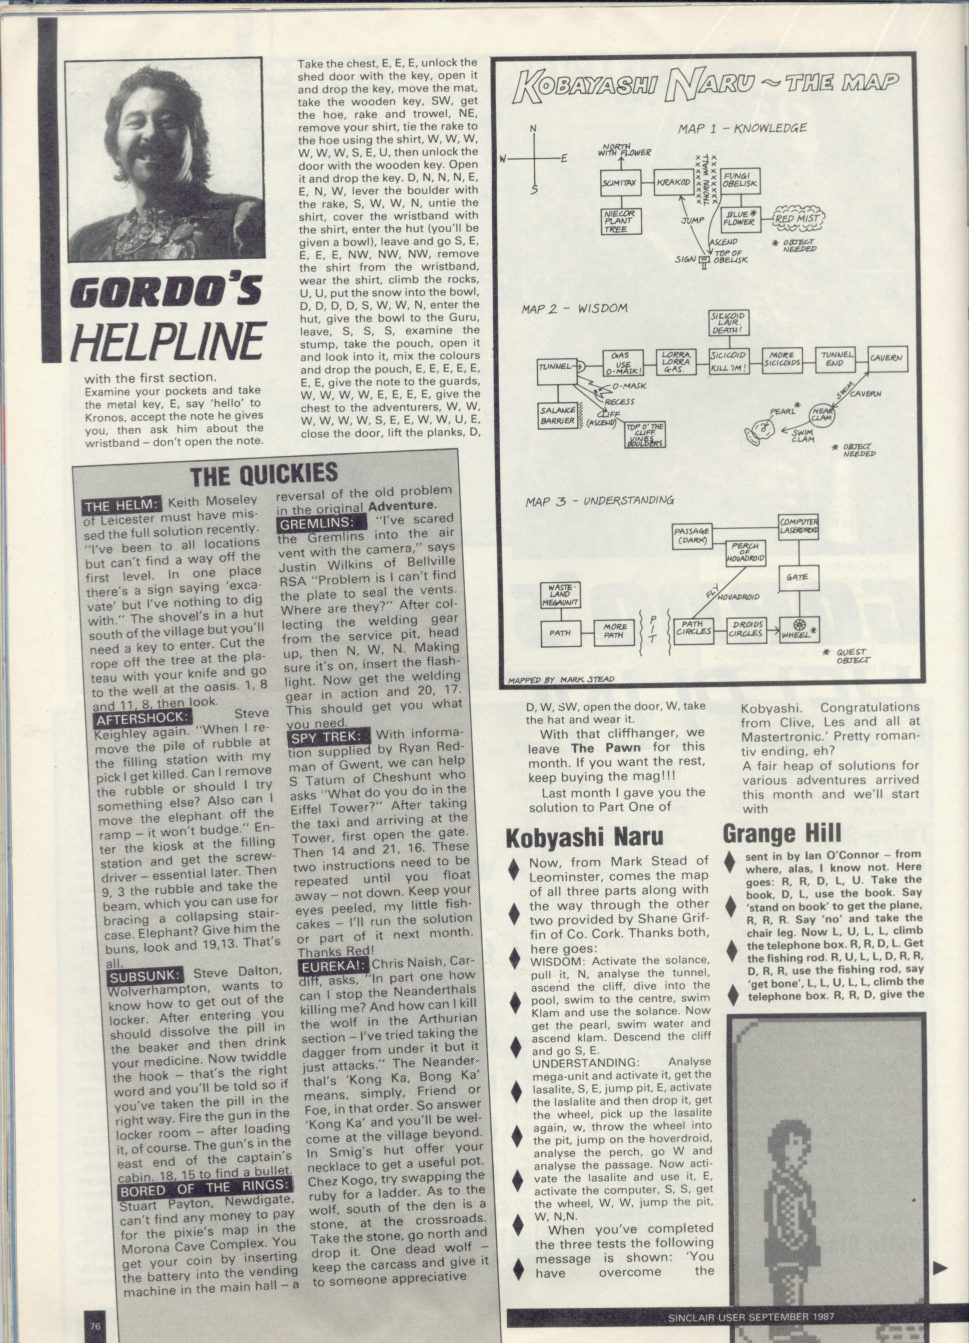 GORDO'S
HELPLINE
with the first section.
Examine your pockets and take
the metal key, E, say 'hello' to
Kronos, accept the note he gives
you, then ask him about the
wristband – don't open the note.
Take the chest, E, E, E, unlock the
shed door with the key, open it
and drop the key, move the mat,
take the wooden key, SW, get
the hoe, rake and trowel, NE,
remove your shirt, tie the rake to
the hoe using the shirt, W, W, W,
W, W, W, S, E, U, then unlock the
door with the wooden key. Open
it and drop the key. D, N, N, N, E,
E, N, W, lever the boulder with
the rake, S, W, W, N, untie the
shirt, cover the wristband with
the shirt, enter the hut (you'll be
given a bowl), leave and go S, E,
E, E, E, NW, NW, NW, remove
the shirt from the wristband,
wear the shirt, climb the rocks,
U, U, put the snow into the bowl,
D, D, D, D, S, W, W, N, enter the
hut, give the bowl to the Guru,
leave, S, S, S, examine the
stump, take the pouch, open it
and look into it, mix the colours
and drop the pouch, E, E, E, E, E,
E, E, give the note to the guards,
W, W, W, W, E, E, E, E, give the
chest to the adventurers, W, W,
W, W, W, W, S, E, E, W, W, U, E,
close the door, lift the planks, D,
KOBAYASHI NARU ~ THE MAP
MAP 1 – KNOWLEDGE
N
W E
S
NORTH
WITH FLOWER
SCIMITAX
KRAKOD
THORN WALL
FUNGI
OBELISK
NIECOR
PLANT
TREE
BLUE *
FLOWER
RED MIST
JUMP
ASCEND
SIGN
TOP OF
OBELISK
* OBJECT
NEEDED
MAP 2 – WISDOM
SILICOID
LAIR
DEATH!
TUNNEL
GAS
USE
O-MASK!
LORRA,
LORRA
GAS.
SILICOID
KILL 'IM!
MORE
SILICOIDS
TUNNEL
END
CAVERN
O-MASK
RECESS
CLIFF
(ASCEND)
SALANCE
BARRIER
TOP O' THE
CLIFF,
VINES
BOULDERS
SWIM
CAVERN
PEARL *
NEAR
CLAM
SWIM
CLAM
* OBJECT
NEEDED
MAP 3 – UNDERSTANDING
PASSAGE
(DARK)
COMPUTER
LASERDROID
PERCH
OF
HOVADROID
GATE
WASTE
LAND
MEGAUNIT
FLY
HOVADROID
PATH
MORE
PATH
PIT
PATH
CIRCLES
DROIDS
CIRCLES
WHEEL *
* QUEST
OBJECT
MAPPED BY MARK STEAD
THE QUICKIES
THE HELM: Keith Moseley
of Leicester must have mis-
sed the full solution recently.
"I've been to all locations
but can't find a way off the
first level. In one place
there's a sign saying 'exca-
vate' but I've nothing to dig
with." The shovel's in a hut
south of the village but you'll
need a key to enter. Cut the
rope off the tree at the pla-
teau with your knife and go
to the well at the oasis. 1, 8
and 11, 8, then look.
AFTERSHOCK: Steve
Keighley again. "When I re-
move the pile of rubble at
the filling station with my
pick I get killed. Can I remove
the rubble or should I try
something else? Also can I
move the elephant off the
ramp – it won't budge." En-
ter the kiosk at the filling
station and get the screw-
driver – essential later. Then
9, 3 the rubble and take the
beam, which you can use for
bracing a collapsing stair-
case. Elephant? Give him the
buns, look and 19,13. That's
all.
SUBSUNK: Steve Dalton,
Wolverhampton, wants to
know how to get out of the
locker. After entering you
should dissolve the pill in
the beaker and then drink
your medicine. Now twiddle
the hook – that's the right
word and you'll be told so if
you've taken the pill in the
right way. Fire the gun in the
locker room – after loading
it, of course. The gun's in the
east end of the captain's
cabin. 18, 15 to find a bullet.
BORED OF THE RINGS:
Stuart Payton, Newdigate,
can't find any money to pay
for the pixie's map in the
Morona Cave Complex. You
get your coin by inserting
the battery into the vending
machine in the main hall – a
reversal of the old problem
in the original Adventure.
GREMLINS: "I've scared
the Gremlins into the air
vent with the camera," says
Justin Wilkins of Bellville
RSA "Problem is I can't find
the plate to seal the vents.
Where are they?" After col-
lecting the welding gear
from the service pit, head
up, then N, W, N. Making
sure it's on, insert the flash-
light. Now get the welding
gear in action and 20, 17.
This should get you what
you need.
SPY TREK: With informa-
tion supplied by Ryan Red-
man of Gwent, we can help
S Tatum of Cheshunt who
asks "What do you do in the
Eiffel Tower?" After taking
the taxi and arriving at the
Tower, first open the gate.
Then 14 and 21, 16. These
two instructions need to be
repeated until you float
away – not down. Keep your
eyes peeled, my little fish-
cakes – I'll run the solution
or part of it next month.
Thanks Red!
EUREKA!: Chris Naish, Car-
diff, asks, "In part one how
can I stop the Neanderthals
killing me? And how can I kill
the wolf in the Arthurian
section – I've tried taking the
dagger from under it but it
just attacks." The Neander-
thal's 'Kong Ka, Bong Ka'
means, simply, Friend or
Foe, in that order. So answer
'Kong Ka' and you'll be wel-
come at the village beyond.
In Smig's hut offer your
necklace to get a useful pot.
Chez Kogo, try swapping the
ruby for a ladder. As to the
wolf, south of the den is a
stone, at the crossroads.
Take the stone, go north and
drop it. One dead wolf –
keep the carcass and give it
to someone appreciative
D, W, SW, open the door, W, take
the hat and wear it.
With that cliffhanger, we
leave The Pawn for this
month. If you want the rest,
keep buying the mag!!!
Last month I gave you the
solution to Part One of
Kobyashi Naru
Now, from Mark Stead of
Leominster, comes the map
of all three parts along with
the way through the other
two provided by Shane Grif-
fin of Co. Cork. Thanks both,
here goes:
WISDOM: Activate the solance,
pull it, N, analyse the tunnel,
ascend the cliff, dive into the
pool, swim to the centre, swim
Klam and use the solance. Now
get the pearl, swim water and
ascend klam. Descend the cliff
and go S, E.
UNDERSTANDING: Analyse
mega-unit and activate it, get the
lasalite, S, E, jump pit, E, activate
the laslalite and then drop it, get
the wheel, pick up the lasalite
again, w, throw the wheel into
the pit, jump on the hoverdroid,
analyse the perch, go W and
analyse the passage. Now acti-
vate the lasalite and use it, E,
activate the computer, S, S, get
the wheel, W, W, jump the pit,
W, N,N.
When you've completed
the three tests the following
message is shown: 'You
have overcome the
Kobyashi. Congratulations
from Clive, Les and all at
Mastertronic.' Pretty roman-
tiv ending, eh?
A fair heap of solutions for
various adventures arrived
this month and we'll start
with
Grange Hill
sent in by Ian O'Connor – from
where, alas, I know not. Here
goes: R, R, D, L, U. Take the
book, D, L, use the book. Say
'stand on book' to get the plane,
R, R, R. Say 'no' and take the
chair leg. Now L, U, L, L, climb
the telephone box. R, R, D, L. Get
the fishing rod. R, U, L, L, D, R, R,
D, R, R, use the fishing rod, say
'get bone', L, L, U, L, L, climb the
telephone box. R, R, D, give the
76
SINCLAIR USER SEPTEMBER 1987